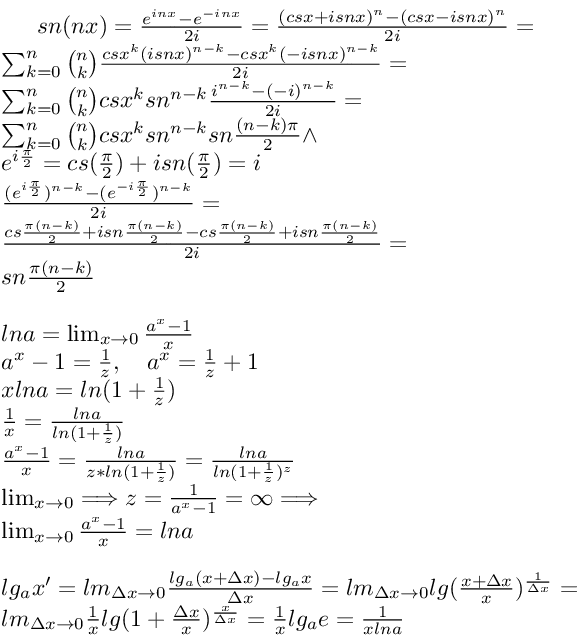 sn(nx) = \frac{e^{inx}-e^{-inx}}{2i} = \frac{(csx+isnx)^n-(csx-isnx)^n}{2i} =
\sum_{k=0}^{n} \binom{n}{k} \frac{csx^k(isnx)^{n-k}-csx^k(-isnx)^{n-k}}{2i} =
\sum_{k=0}^{n} \binom{n}{k} csx^k sn^{n-k} \frac{i^{n-k}-(-i)^{n-k}}{2i} =
\sum_{k=0}^{n} \binom{n}{k} csx^k sn^{n-k} sn\frac{(n-k)\pi}{2} \wedge
e^{i\frac{\pi}{2}} = cs(\frac{\pi}{2}) + isn(\frac{\pi}{2}) = i
\frac{(e^{i\frac{\pi}{2}})^{n-k}-(e^{-i\frac{\pi}{2}})^{n-k}}{2i} =
\frac{cs\frac{\pi(n-k)}{2}+isn\frac{\pi(n-k)}{2}-cs\frac{\pi(n-k)}{2}+isn\frac{\pi(n-k)}{2}}{2i} =
sn\frac{\pi(n-k)}{2}
lna = \lim_{x\to 0} \frac{a^x-1}{x}
a^x - 1 = \frac{1}{z}, a^x = \frac{1}{z} + 1
xlna = ln(1 + \frac{1}{z})
\frac{1}{x} = \frac{lna}{ln(1+\frac{1}{z})}
\frac{a^x-1}{x} = \frac{lna}{z*ln(1+\frac{1}{z})} = \frac{lna}{ln(1+\frac{1}{z})^z}
\lim_{x\to 0} \Longrightarrow z = \frac{1}{a^x-1} = \infty \Longrightarrow
\lim_{x\to 0} \frac{a^x-1}{x} = lna
lg_a x' = lm_{\Delta x\to 0} \frac{lg_a(x+\Delta x)-lg_a x}{\Delta x} = lm_{\Delta x\to 0} lg(\frac{x+\Delta x}{x})^{\frac{1}{\Delta x}} =
lm_{\Delta x\to 0} \frac{1}{x} lg(1 + \frac{\Delta x}{x})^{\frac{x}{\Delta x}} = \frac{1}{x} lg_a e = \frac{1}{xlna}